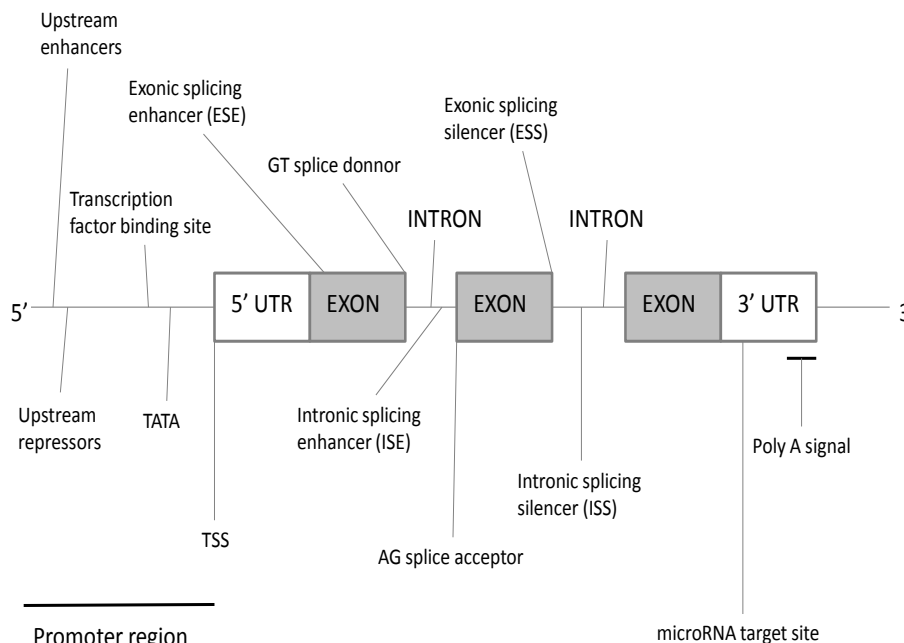 Upstream
enhancers
Exonic splicing
enhancer (ESE)
Exonic splicing
silencer (ESS)
GT splice donnor
Transcription
factor binding site
INTRON
INTRON
5'
5' UTR
EXON
EXON
EXON
3' UTR
3'
Upstream
repressors
TATA
Intronic splicing
enhancer (ISE)
Poly A signal
Intronic splicing
silencer (ISS)
TSS
AG splice acceptor
Promoter region
microRNA target site